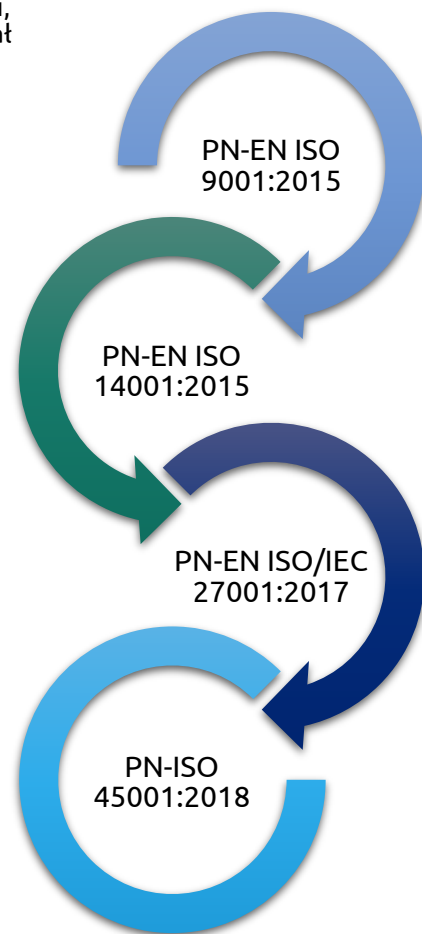 PN-EN ISO
9001:2015
PN-EN ISO
14001:2015
PN-EN ISO/IEC
27001:2017
PN-ISO
45001:2018